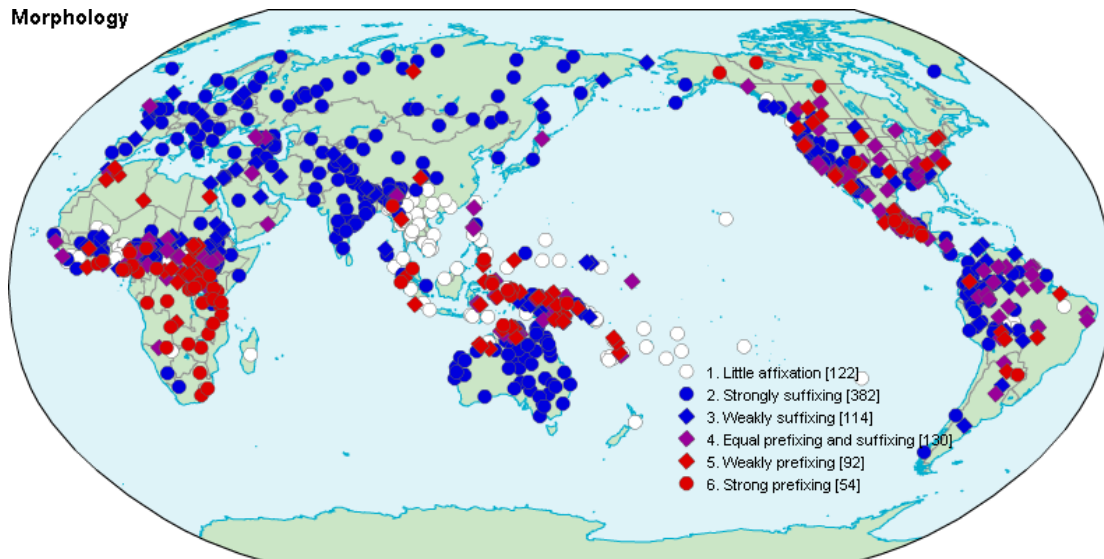 Morphology
1. Little affixation [122]
2. Strongly suffixing [382]
3. Weakly suffixing [114]
4. Equal prefixing and suffixing [130]
5. Weakly prefixing [92]
6. Strong prefixing [54]